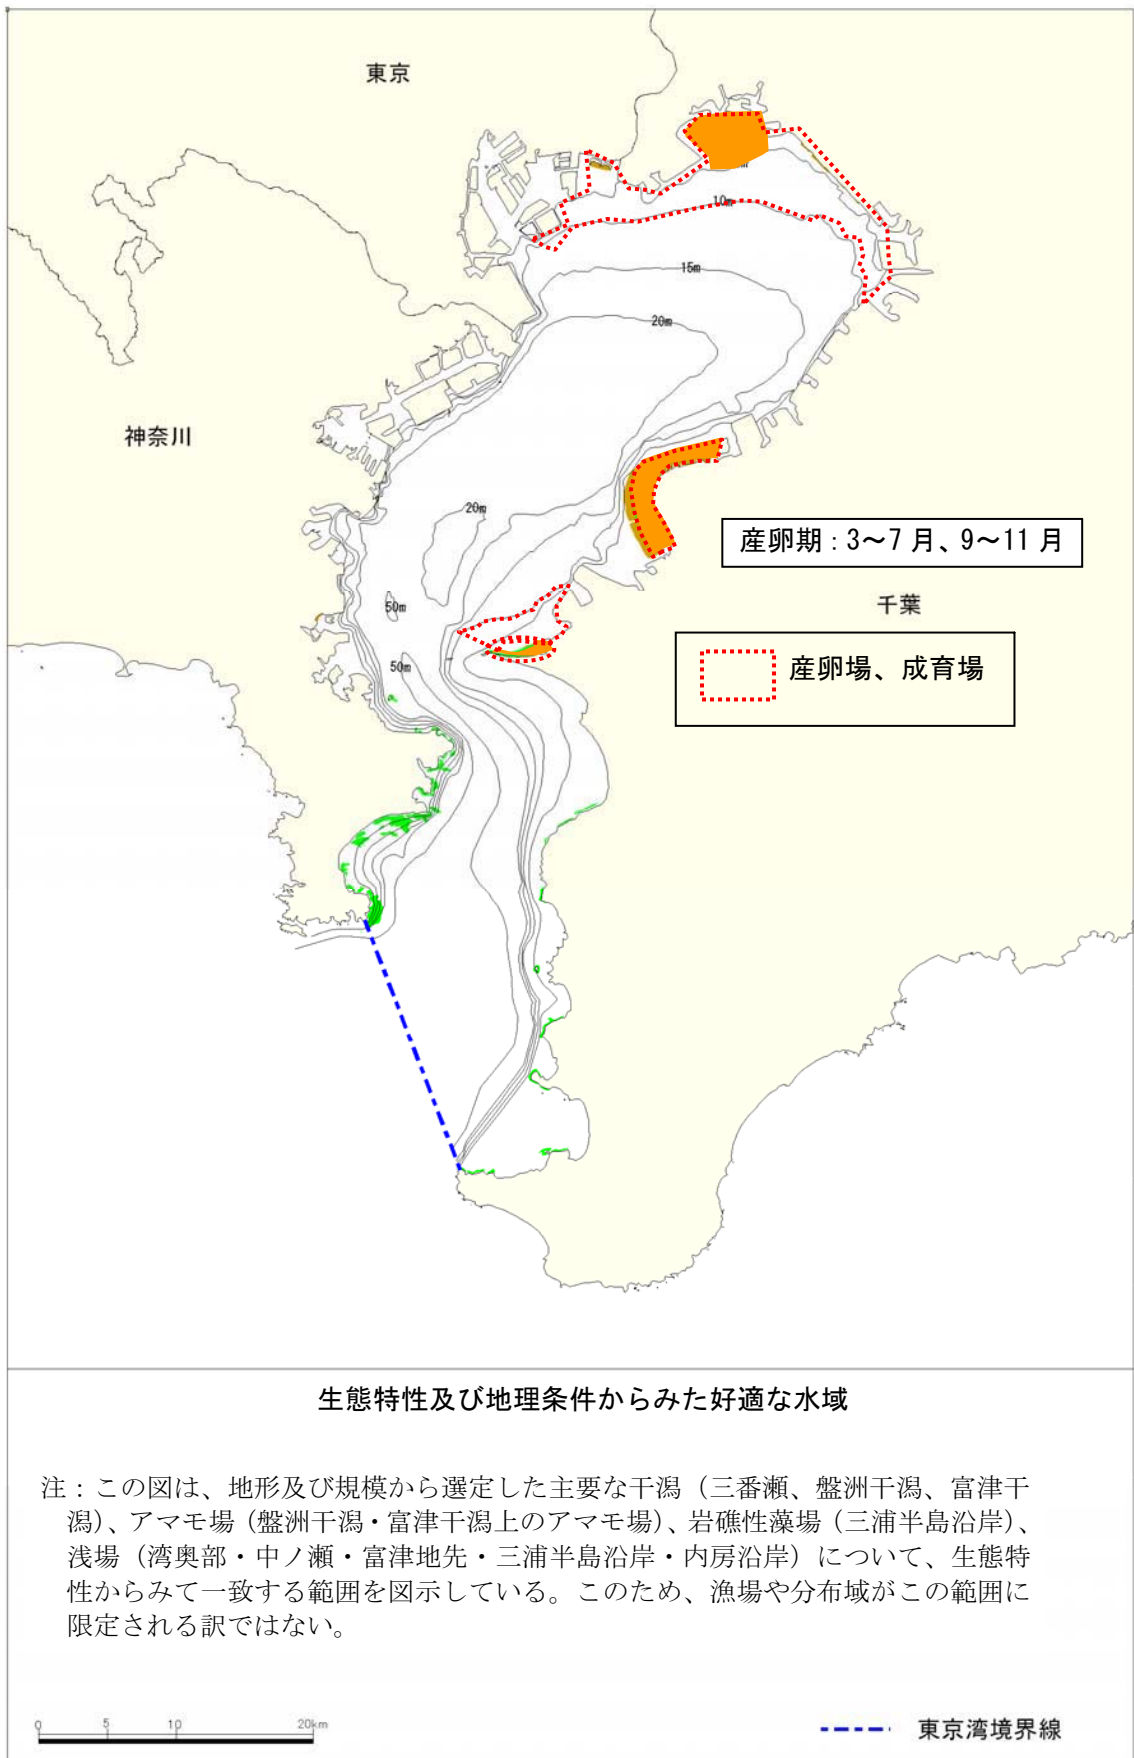 東京
10m
15m
20m
神奈川
20m
産卵期：3～7 月、9～11 月
千葉
50m
産卵場、成育場
50m
生態特性及び地理条件からみた好適な水域
注：この図は、地形及び規模から選定した主要な干潟（三番瀬、盤洲干潟、富津干
潟）、アマモ場（盤洲干潟・富津干潟上のアマモ場）、岩礁性藻場（三浦半島沿岸）、
浅場（湾奥部・中ノ瀬・富津地先・三浦半島沿岸・内房沿岸）について、生態特
性からみて一致する範囲を図示している。このため、漁場や分布域がこの範囲に
限定される訳ではない。
0 5 10 20km
東京湾境界線